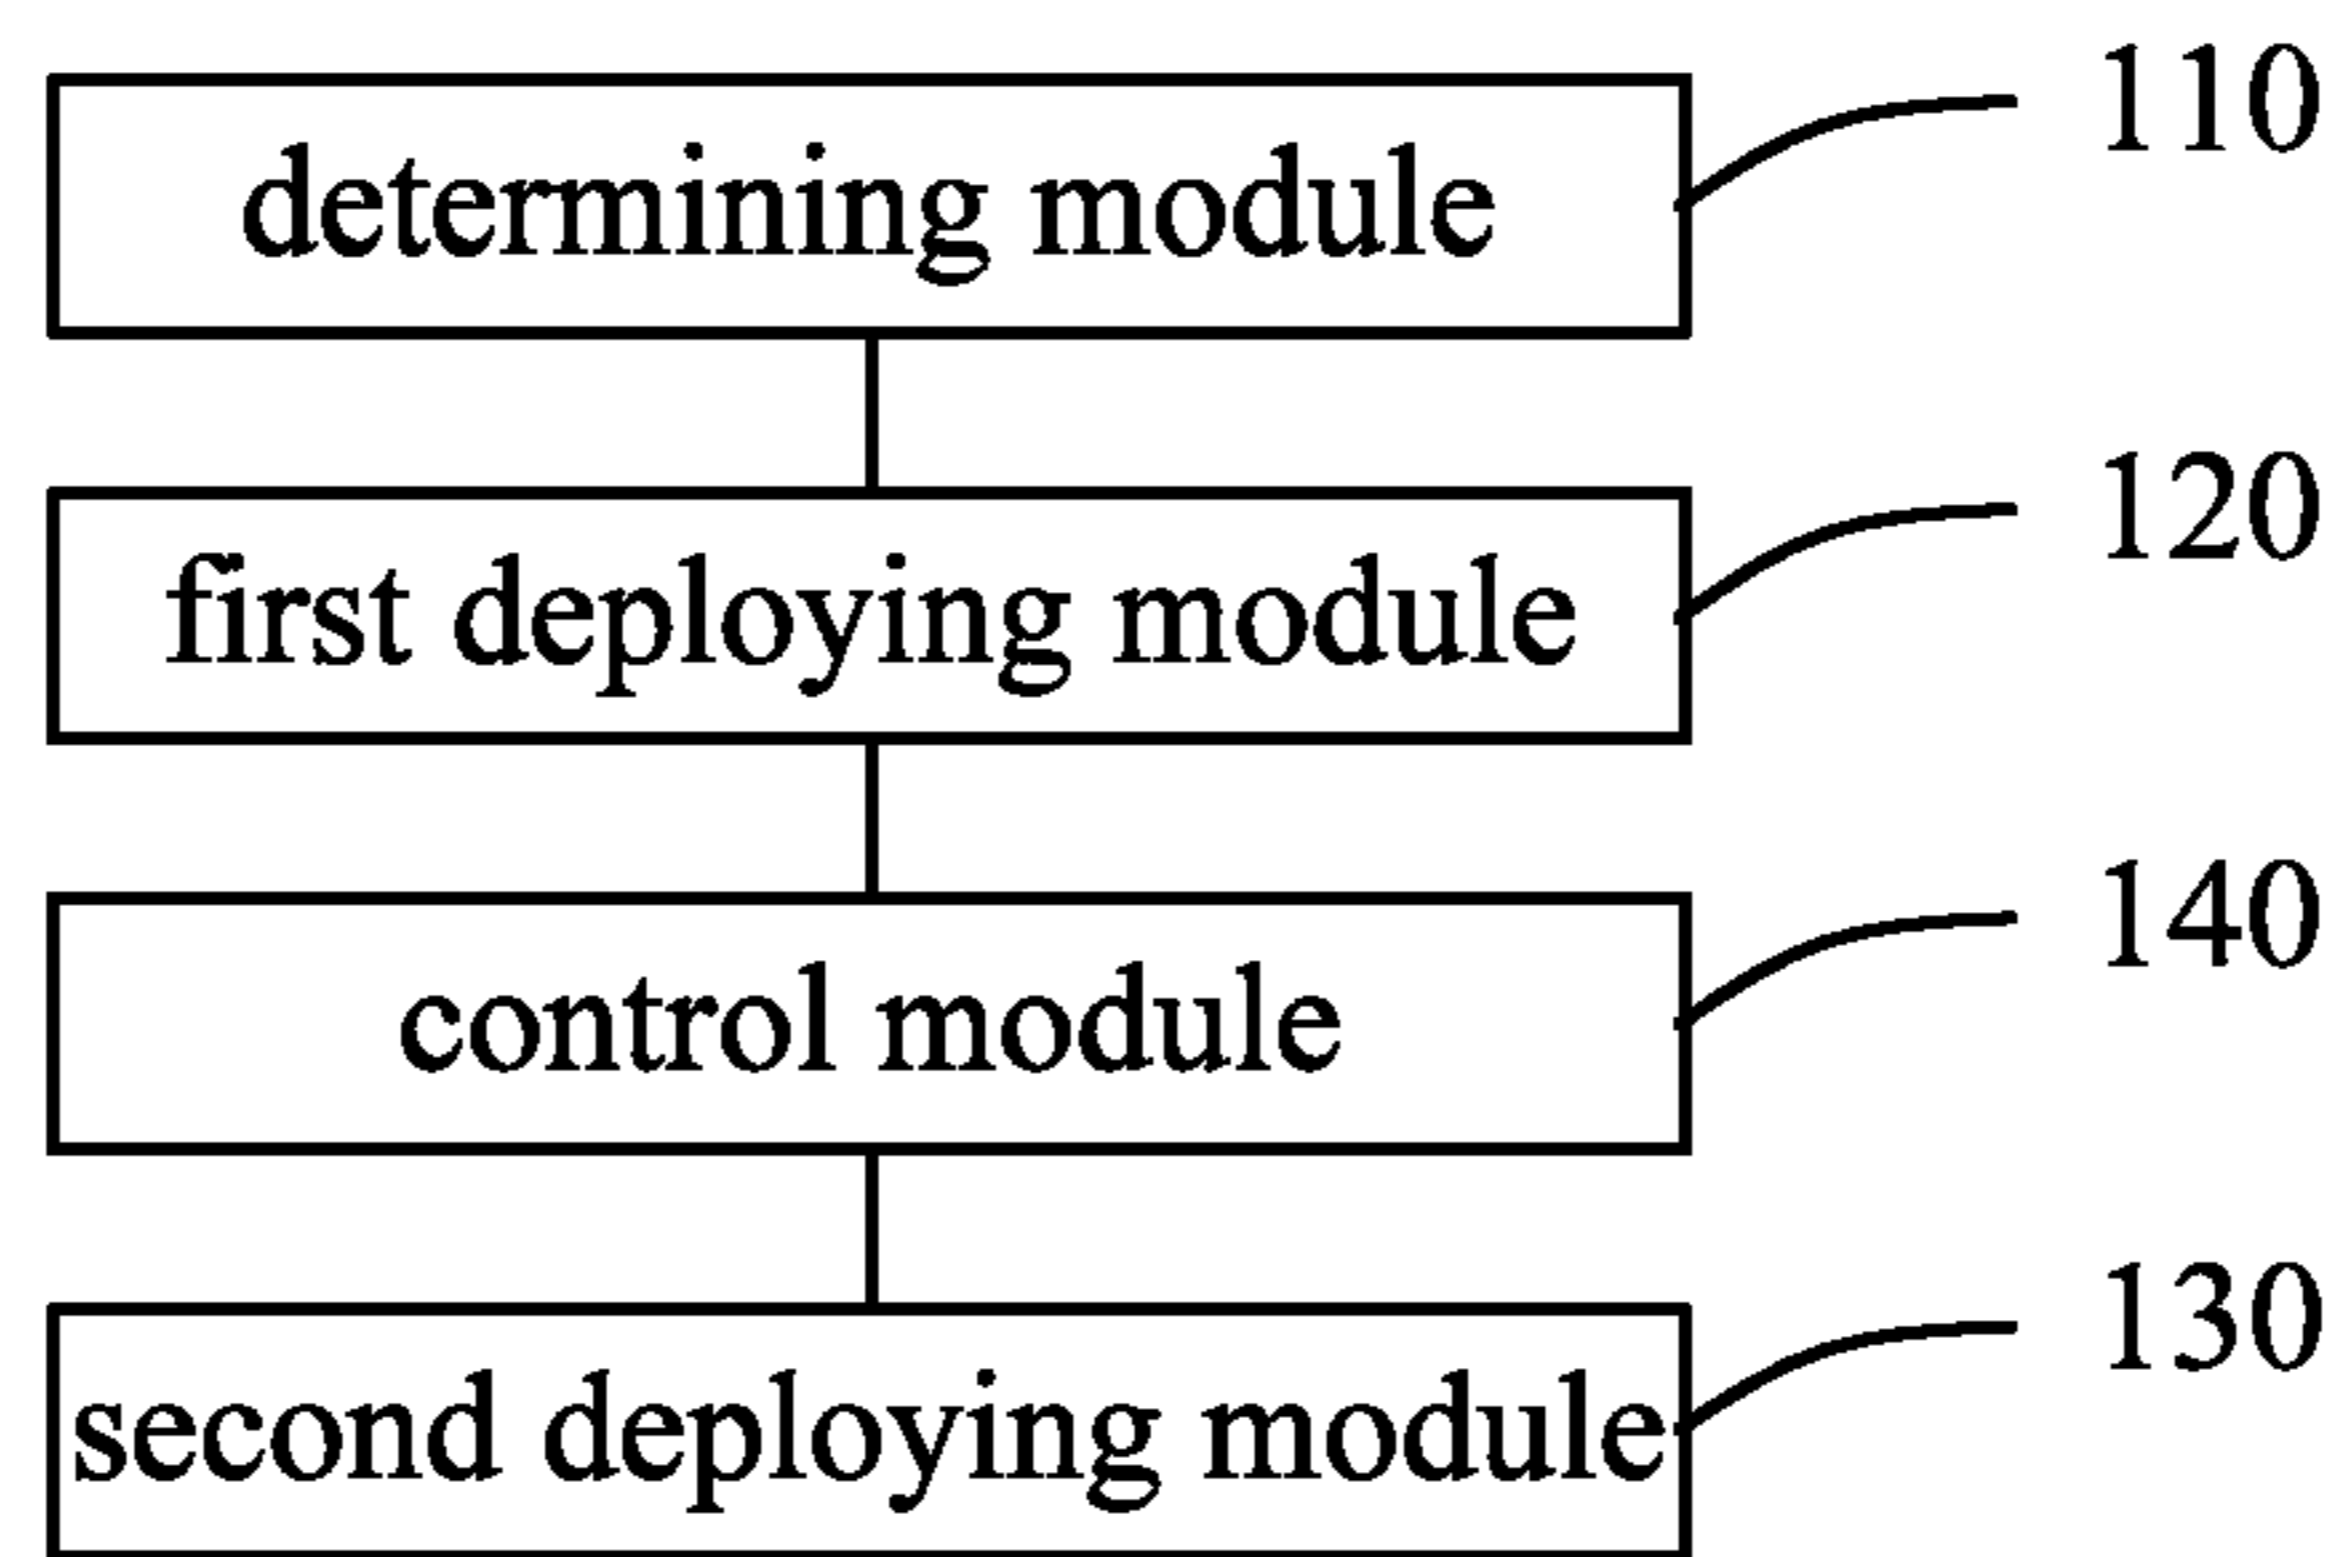 determining module 110
first deploying module 120
control module 140
second deploying module 130